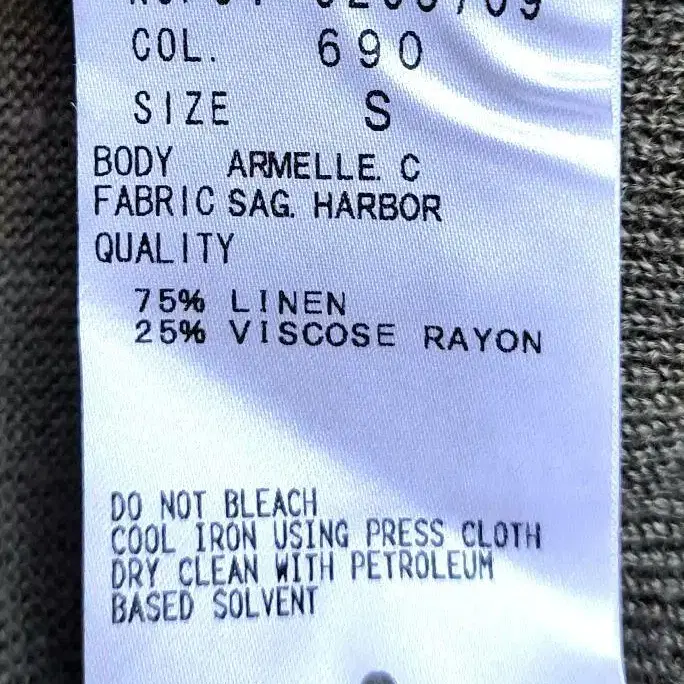 COL. 690
SIZE S
BODY ARMELLE. C
FABRIC SAG. HARBOR
QUALITY
75% LINEN
25% VISCOSE RAYON
DO NOT BLEACH
COOL IRON USING PRESS CLOTH
DRY CLEAN WITH PETROLEUM
BASED SOLVENT